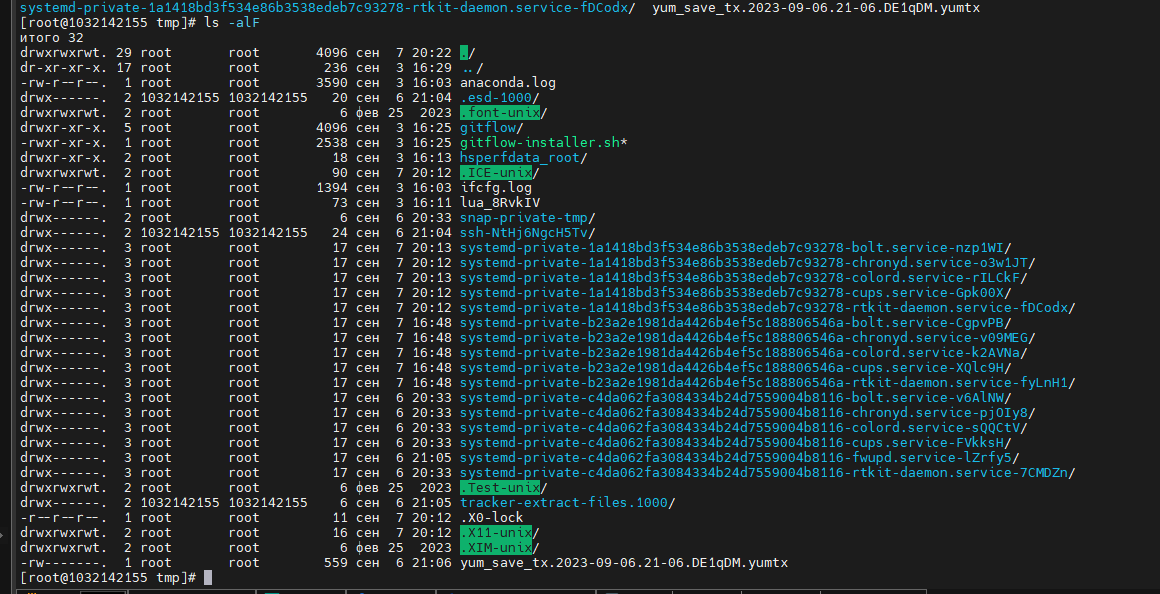 systemd-private-1a1418bd3f534e86b3538edeb7c93278-rtkit-daemon.service-fDCodx/  yum_save_tx.2023-09-06.21-06.DE1qDM.yumtx
[root@1032142155 tmp]# ls -alF
итого 32
drwxrwxrwt. 29 root       root       4096 сен  7 20:22 ./
dr-xr-xr-x. 17 root       root        236 сен  3 16:29 ../
-rw-r--r--.  1 root       root       3590 сен  3 16:03 anaconda.log
drwx------.  2 1032142155 1032142155   20 сен  6 21:04 .esd-1000/
drwxrwxrwt.  2 root       root          6 фев 25  2023 .font-unix/
drwxr-xr-x.  5 root       root       4096 сен  3 16:25 gitflow/
-rwxr-xr-x.  1 root       root       2538 сен  3 16:25 gitflow-installer.sh*
drwxr-xr-x.  2 root       root         18 сен  3 16:13 hsperfdata_root/
drwxrwxrwt.  2 root       root         90 сен  7 20:12 .ICE-unix/
-rw-r--r--.  1 root       root       1394 сен  3 16:03 ifcfg.log
-rw-r--r--.  1 root       root         73 сен  3 16:11 lua_8RvkIV
drwx------.  2 root       root          6 сен  6 20:33 snap-private-tmp/
drwx------.  2 1032142155 1032142155   24 сен  6 21:04 ssh-NtHj6NgcH5Tv/
drwx------.  3 root       root         17 сен  7 20:13 systemd-private-1a1418bd3f534e86b3538edeb7c93278-bolt.service-nzp1WI/
drwx------.  3 root       root         17 сен  7 20:12 systemd-private-1a1418bd3f534e86b3538edeb7c93278-chronyd.service-o3w1JT/
drwx------.  3 root       root         17 сен  7 20:13 systemd-private-1a1418bd3f534e86b3538edeb7c93278-colord.service-rILCkF/
drwx------.  3 root       root         17 сен  7 20:12 systemd-private-1a1418bd3f534e86b3538edeb7c93278-cups.service-Gpk00X/
drwx------.  3 root       root         17 сен  7 20:12 systemd-private-1a1418bd3f534e86b3538edeb7c93278-rtkit-daemon.service-fDCodx/
drwx------.  3 root       root         17 сен  7 16:48 systemd-private-b23a2e1981da4426b4ef5c188806546a-bolt.service-CgpvPB/
drwx------.  3 root       root         17 сен  7 16:48 systemd-private-b23a2e1981da4426b4ef5c188806546a-chronyd.service-v09MEG/
drwx------.  3 root       root         17 сен  7 16:48 systemd-private-b23a2e1981da4426b4ef5c188806546a-colord.service-k2AVNa/
drwx------.  3 root       root         17 сен  7 16:48 systemd-private-b23a2e1981da4426b4ef5c188806546a-cups.service-XQlc9H/
drwx------.  3 root       root         17 сен  7 16:48 systemd-private-b23a2e1981da4426b4ef5c188806546a-rtkit-daemon.service-fyLnH1/
drwx------.  3 root       root         17 сен  6 20:33 systemd-private-c4da062fa3084334b24d7559004b8116-bolt.service-v6AlNW/
drwx------.  3 root       root         17 сен  6 20:33 systemd-private-c4da062fa3084334b24d7559004b8116-chronyd.service-pjOIy8/
drwx------.  3 root       root         17 сен  6 20:33 systemd-private-c4da062fa3084334b24d7559004b8116-colord.service-sQQCtV/
drwx------.  3 root       root         17 сен  6 20:33 systemd-private-c4da062fa3084334b24d7559004b8116-cups.service-FVkksH/
drwx------.  3 root       root         17 сен  6 21:05 systemd-private-c4da062fa3084334b24d7559004b8116-fwupd.service-lZrfy5/
drwx------.  3 root       root         17 сен  6 20:33 systemd-private-c4da062fa3084334b24d7559004b8116-rtkit-daemon.service-7CMDZn/
drwxrwxrwt.  2 root       root          6 фев 25  2023 .Test-unix/
drwx------.  2 1032142155 1032142155    6 сен  6 21:05 tracker-extract-files.1000/
-r--r--r--.  1 root       root         11 сен  7 20:12 .X0-lock
drwxrwxrwt.  2 root       root         16 сен  7 20:12 .X11-unix/
drwxrwxrwt.  2 root       root          6 фев 25  2023 .XIM-unix/
-rw-------.  1 root       root        559 сен  6 21:06 yum_save_tx.2023-09-06.21-06.DE1qDM.yumtx
[root@1032142155 tmp]#